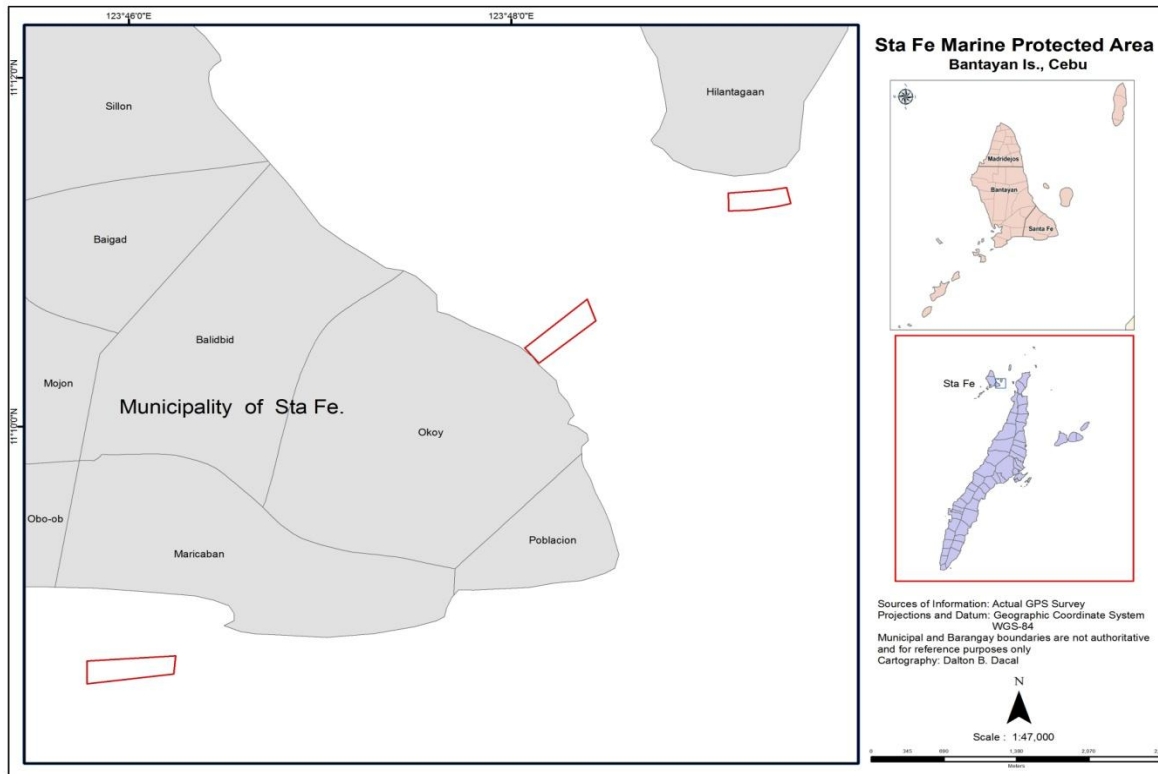 123°46'0"E
123°48'0"E
11°12'0"N
11°10'0"N
Sillon
Hilantagaan
Baigad
Balidbid
Mojon
Municipality of Sta Fe.
Okoy
Obo-ob
Maricaban
Poblacion
Sta Fe Marine Protected Area
Bantayan Is., Cebu
Madridejos
Bantayan
Santa Fe
Sta Fe
Sources of Information: Actual GPS Survey
Projections and Datum: Geographic Coordinate System
WGS-84
Municipal and Barangay boundaries are not authoritative
and for reference purposes only
Cartography: Dalton B. Dacal
N
Scale : 1:47,000
0 345 690 1,380 2,070
Meters